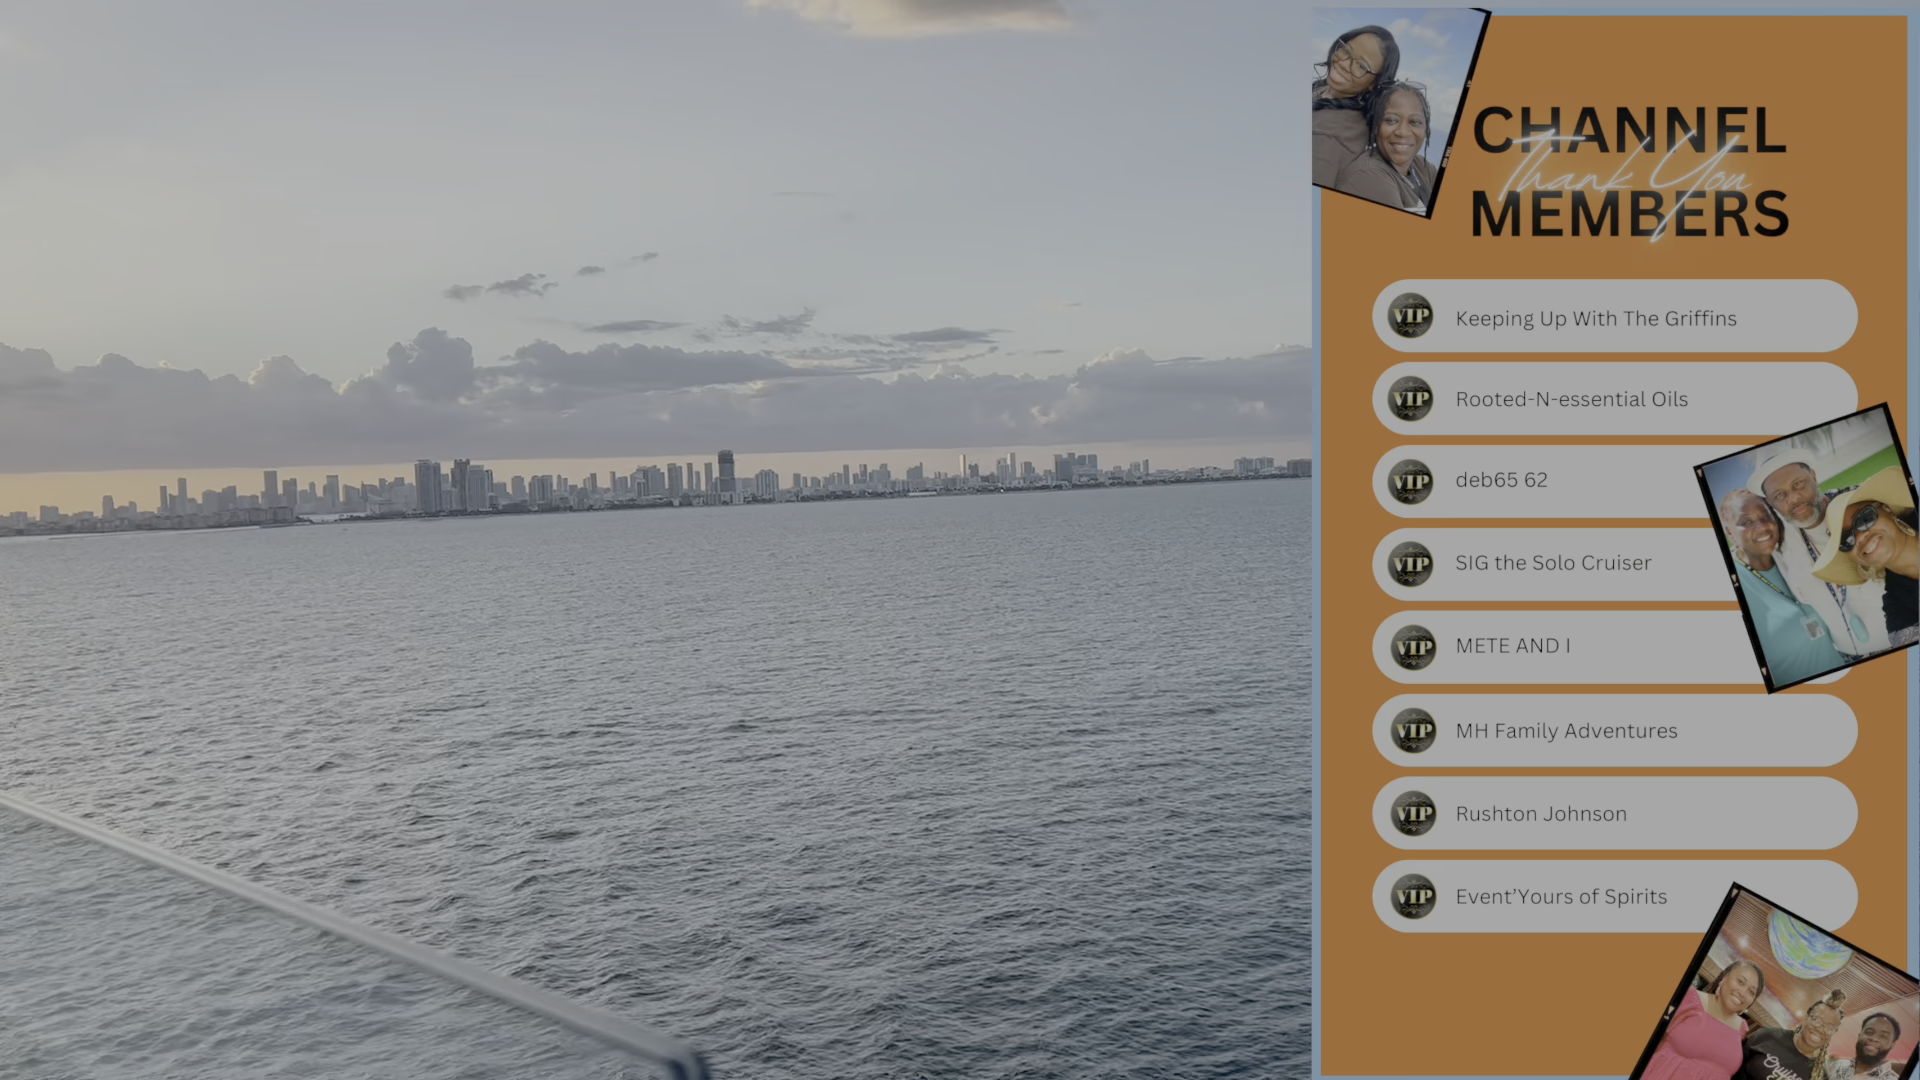 CHANNEL
Thank You
MEMBERS
VIP Keeping Up With The Griffins
VIP Rooted-N-essential Oils
VIP deb65 62
VIP SIG the Solo Cruiser
VIP METE AND I
VIP MH Family Adventures
VIP Rushton Johnson
VIP Event’Yours of Spirits